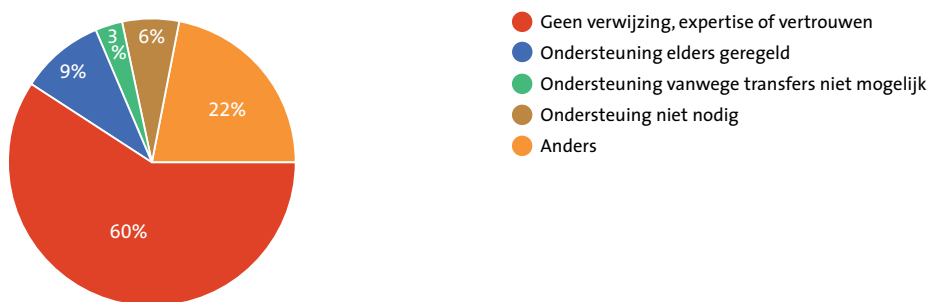 3
%
6%
9%
22%
60%
Geen verwijzing, expertise of vertrouwen
Ondersteuning elders geregeld
Ondersteuning vanwege transfers niet mogelijk
Ondersteuing niet nodig
Anders